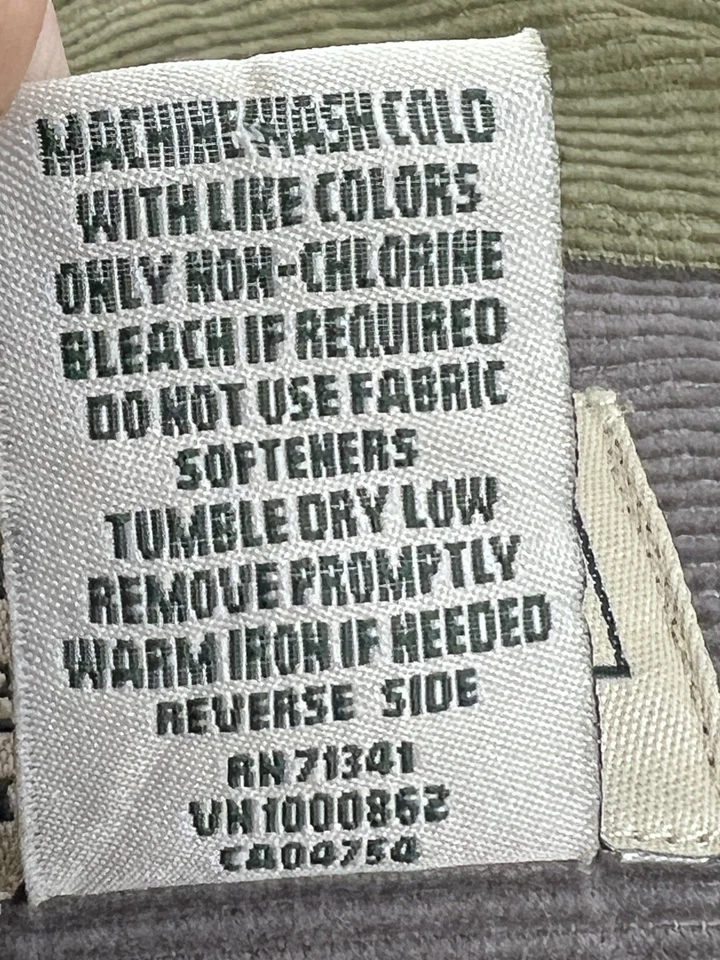 MACHINE WASH COLD
WITH LIKE COLORS
ONLY NON-CHLORINE
BLEACH IF REQUIRED
DO NOT USE FABRIC
SOFTENERS
TUMBLE DRY LOW
REMOVE PROMPTLY
WARM IRON IF NEEDED
REVERSE SIDE
RN71341
VN1000862
CA04754